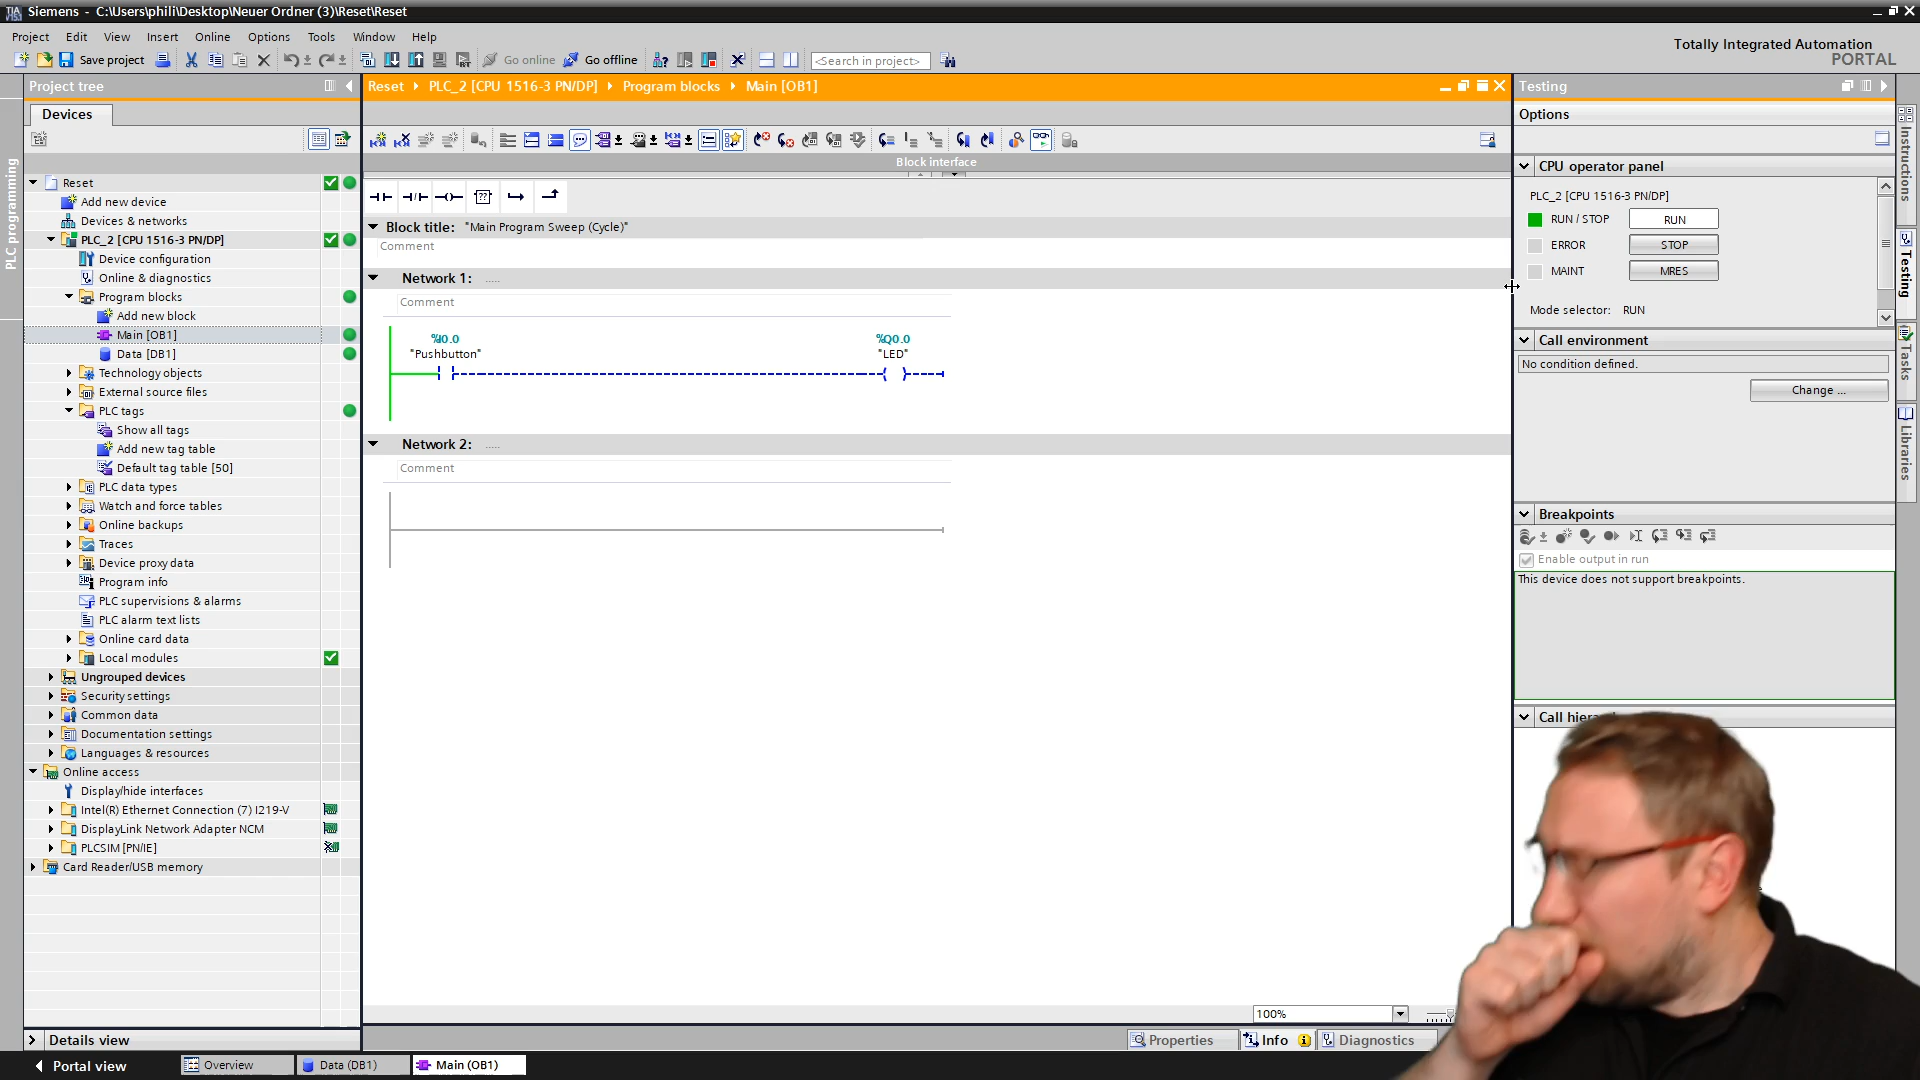 Siemens - C:\Users\phili\Desktop\Neuer Ordner (3)\Reset\Reset
Project Edit View Insert Online Options Tools Window Help
Totally Integrated Automation
PORTAL
Save project
Go online
Go offline
<Search in project>
Project tree
Devices
PLC programming
Reset
Add new device
Devices & networks
PLC_2 [CPU 1516-3 PN/DP]
Device configuration
Online & diagnostics
Program blocks
Add new block
Main [OB1]
Data [DB1]
Technology objects
External source files
PLC tags
Show all tags
Add new tag table
Default tag table [50]
PLC data types
Watch and force tables
Online backups
Traces
Device proxy data
Program info
PLC supervisions & alarms
PLC alarm text lists
Online card data
Local modules
Ungrouped devices
Security settings
Common data
Documentation settings
Languages & resources
Online access
Display/hide interfaces
Intel(R) Ethernet Connection (7) I219-V
DisplayLink Network Adapter NCM
PLCSIM [PN/IE]
Card Reader/USB memory
Details view
Reset PLC_2 [CPU 1516-3 PN/DP] Program blocks Main [OB1]
Block interface
??
Block title: "Main Program Sweep (Cycle)"
Comment
Network 1: .....
Comment
%I0.0
"Pushbutton"
%Q0.0
"LED"
Network 2: .....
Comment
100%
Properties
Info
Diagnostics
Testing
Options
CPU operator panel
PLC_2 [CPU 1516-3 PN/DP]
RUN / STOP RUN
ERROR STOP
MAINT MRES
Mode selector: RUN
Call environment
No condition defined.
Change ...
Breakpoints
Enable output in run
This device does not support breakpoints.
Call
Instructions
Testing
Tasks
Libraries
Portal view
Overview
Data (DB1)
Main (OB1)